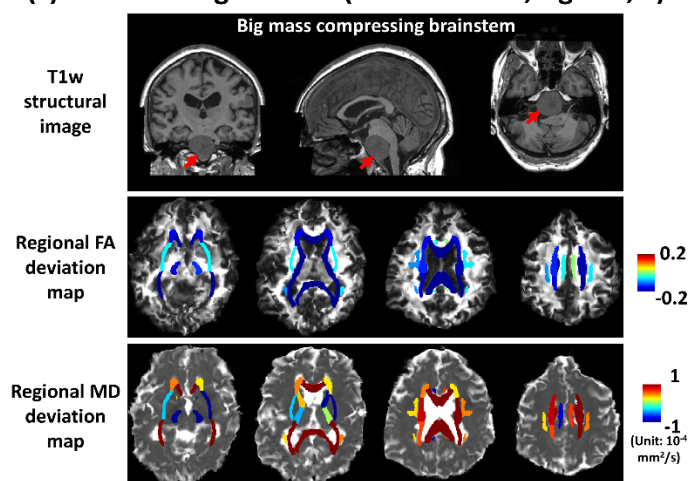 Big mass compressing brainstem
T1w
structural
image
Regional FA
deviation
map
0.2
-0.2
Regional MD
deviation
map
1
-1
(Unit: 10⁻⁴
mm²/s)